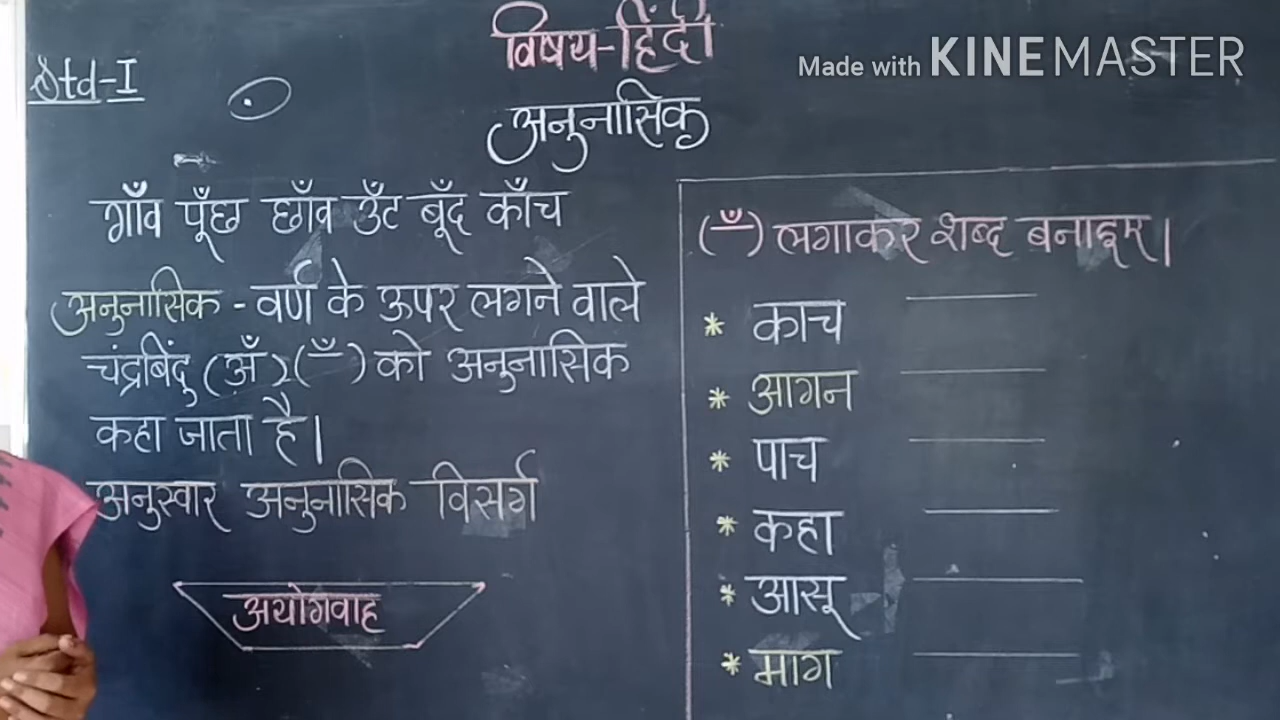 विषय-हिंदी
Made with KINEMASTER
Std-I
अनुनासिक
गाँव पूँछ छाँव उँट बूँद काँच
अनुनासिक - वर्ण के ऊपर लगने वाले
चंद्रबिंदु (अँ)(ँ) को अनुनासिक
कहा जाता है।
अनुस्वार अनुनासिक विसर्ग
अयोगवाह
(ँ) लगाकर शब्द बनाइए।
* काच
* आगन
* पाच
* कहा
* आसू
* माग